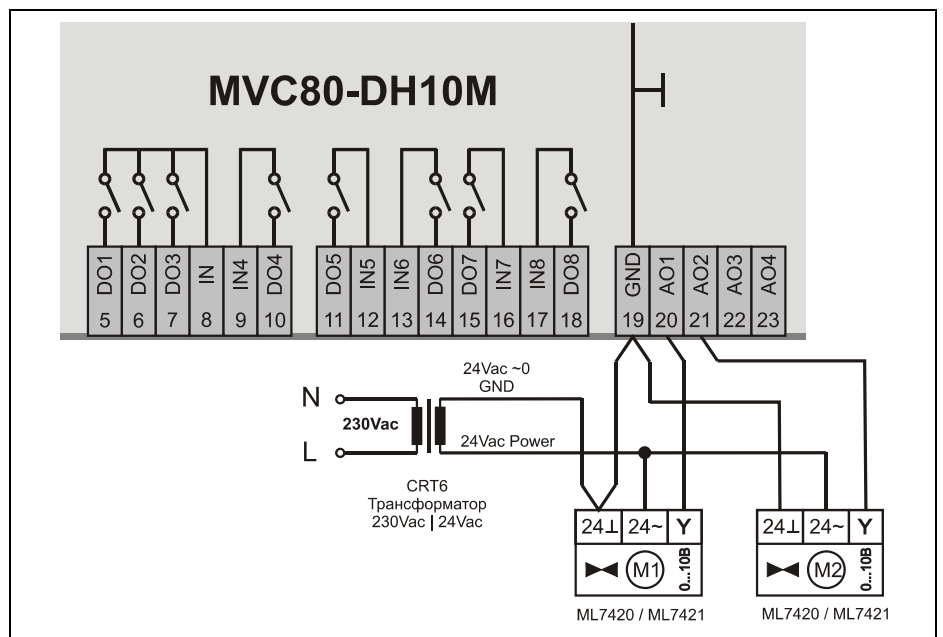 MVC80-DH10M
DO1 DO2 DO3 IN IN4 DO4
5 6 7 8 9 10
DO5 IN5 IN6 DO6 DO7 IN7 IN8 DO8
11 12 13 14 15 16 17 18
GND AO1 AO2 AO3 AO4
19 20 21 22 23
24Vac ~0
GND
N
230Vac
L
24Vac Power
CRT6
Трансформатор
230Vac | 24Vac
24⊥ 24~ Y
M1 0...10В
ML7420 / ML7421
24⊥ 24~ Y
M2 0...10В
ML7420 / ML7421